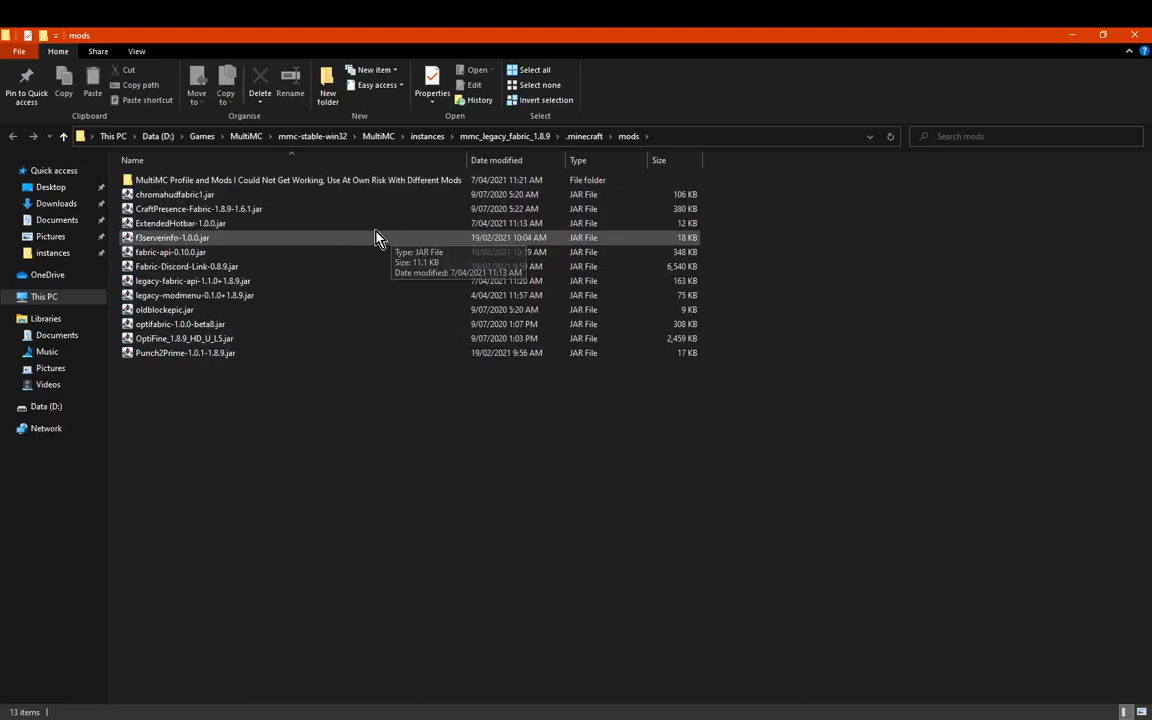 mods
File Home Share View
Pin to Quick access
Copy
Paste
Cut
Copy path
Paste shortcut
Clipboard
Move to
Copy to
Delete
Rename
Organise
New folder
New item
Easy access
New
Properties
Open
Edit
History
Open
Select all
Select none
Invert selection
Select
This PC > Data (D:) > Games > MultiMC > mmc-stable-win32 > MultiMC > instances > mmc_legacy_fabric_1.8.9 > .minecraft > mods >
Search mods
Quick access
Desktop
Downloads
Documents
Pictures
instances
OneDrive
This PC
Libraries
Documents
Music
Pictures
Videos
Data (D:)
Network
Name Date modified Type Size
MultiMC Profile and Mods I Could Not Get Working, Use At Own Risk With Different Mods 7/04/2021 11:21 AM File folder
chromahudfabric1.jar 9/07/2020 5:20 AM JAR File 106 KB
CraftPresence-Fabric-1.8.9-1.6.1.jar 9/07/2020 5:22 AM JAR File 380 KB
ExtendedHotbar-1.0.0.jar 7/04/2021 11:13 AM JAR File 12 KB
f3serverinfo-1.0.0.jar 19/02/2021 10:04 AM JAR File 18 KB
fabric-api-0.10.0.jar 19/02/2021 10:19 AM JAR File 348 KB
Fabric-Discord-Link-0.8.9.jar 19/02/2021 9:59 AM JAR File 6,540 KB
legacy-fabric-api-1.1.0+1.8.9.jar 7/04/2021 11:20 AM JAR File 163 KB
legacy-modmenu-0.1.0+1.8.9.jar 4/04/2021 11:57 AM JAR File 75 KB
oldblockepic.jar 9/07/2020 5:20 AM JAR File 9 KB
optifabric-1.0.0-beta8.jar 9/07/2020 1:07 PM JAR File 308 KB
OptiFine_1.8.9_HD_U_L5.jar 9/07/2020 1:03 PM JAR File 2,459 KB
Punch2Prime-1.0.1-1.8.9.jar 19/02/2021 9:56 AM JAR File 17 KB
Type: JAR File
Size: 11.1 KB
Date modified: 7/04/2021 11:13 AM
13 items